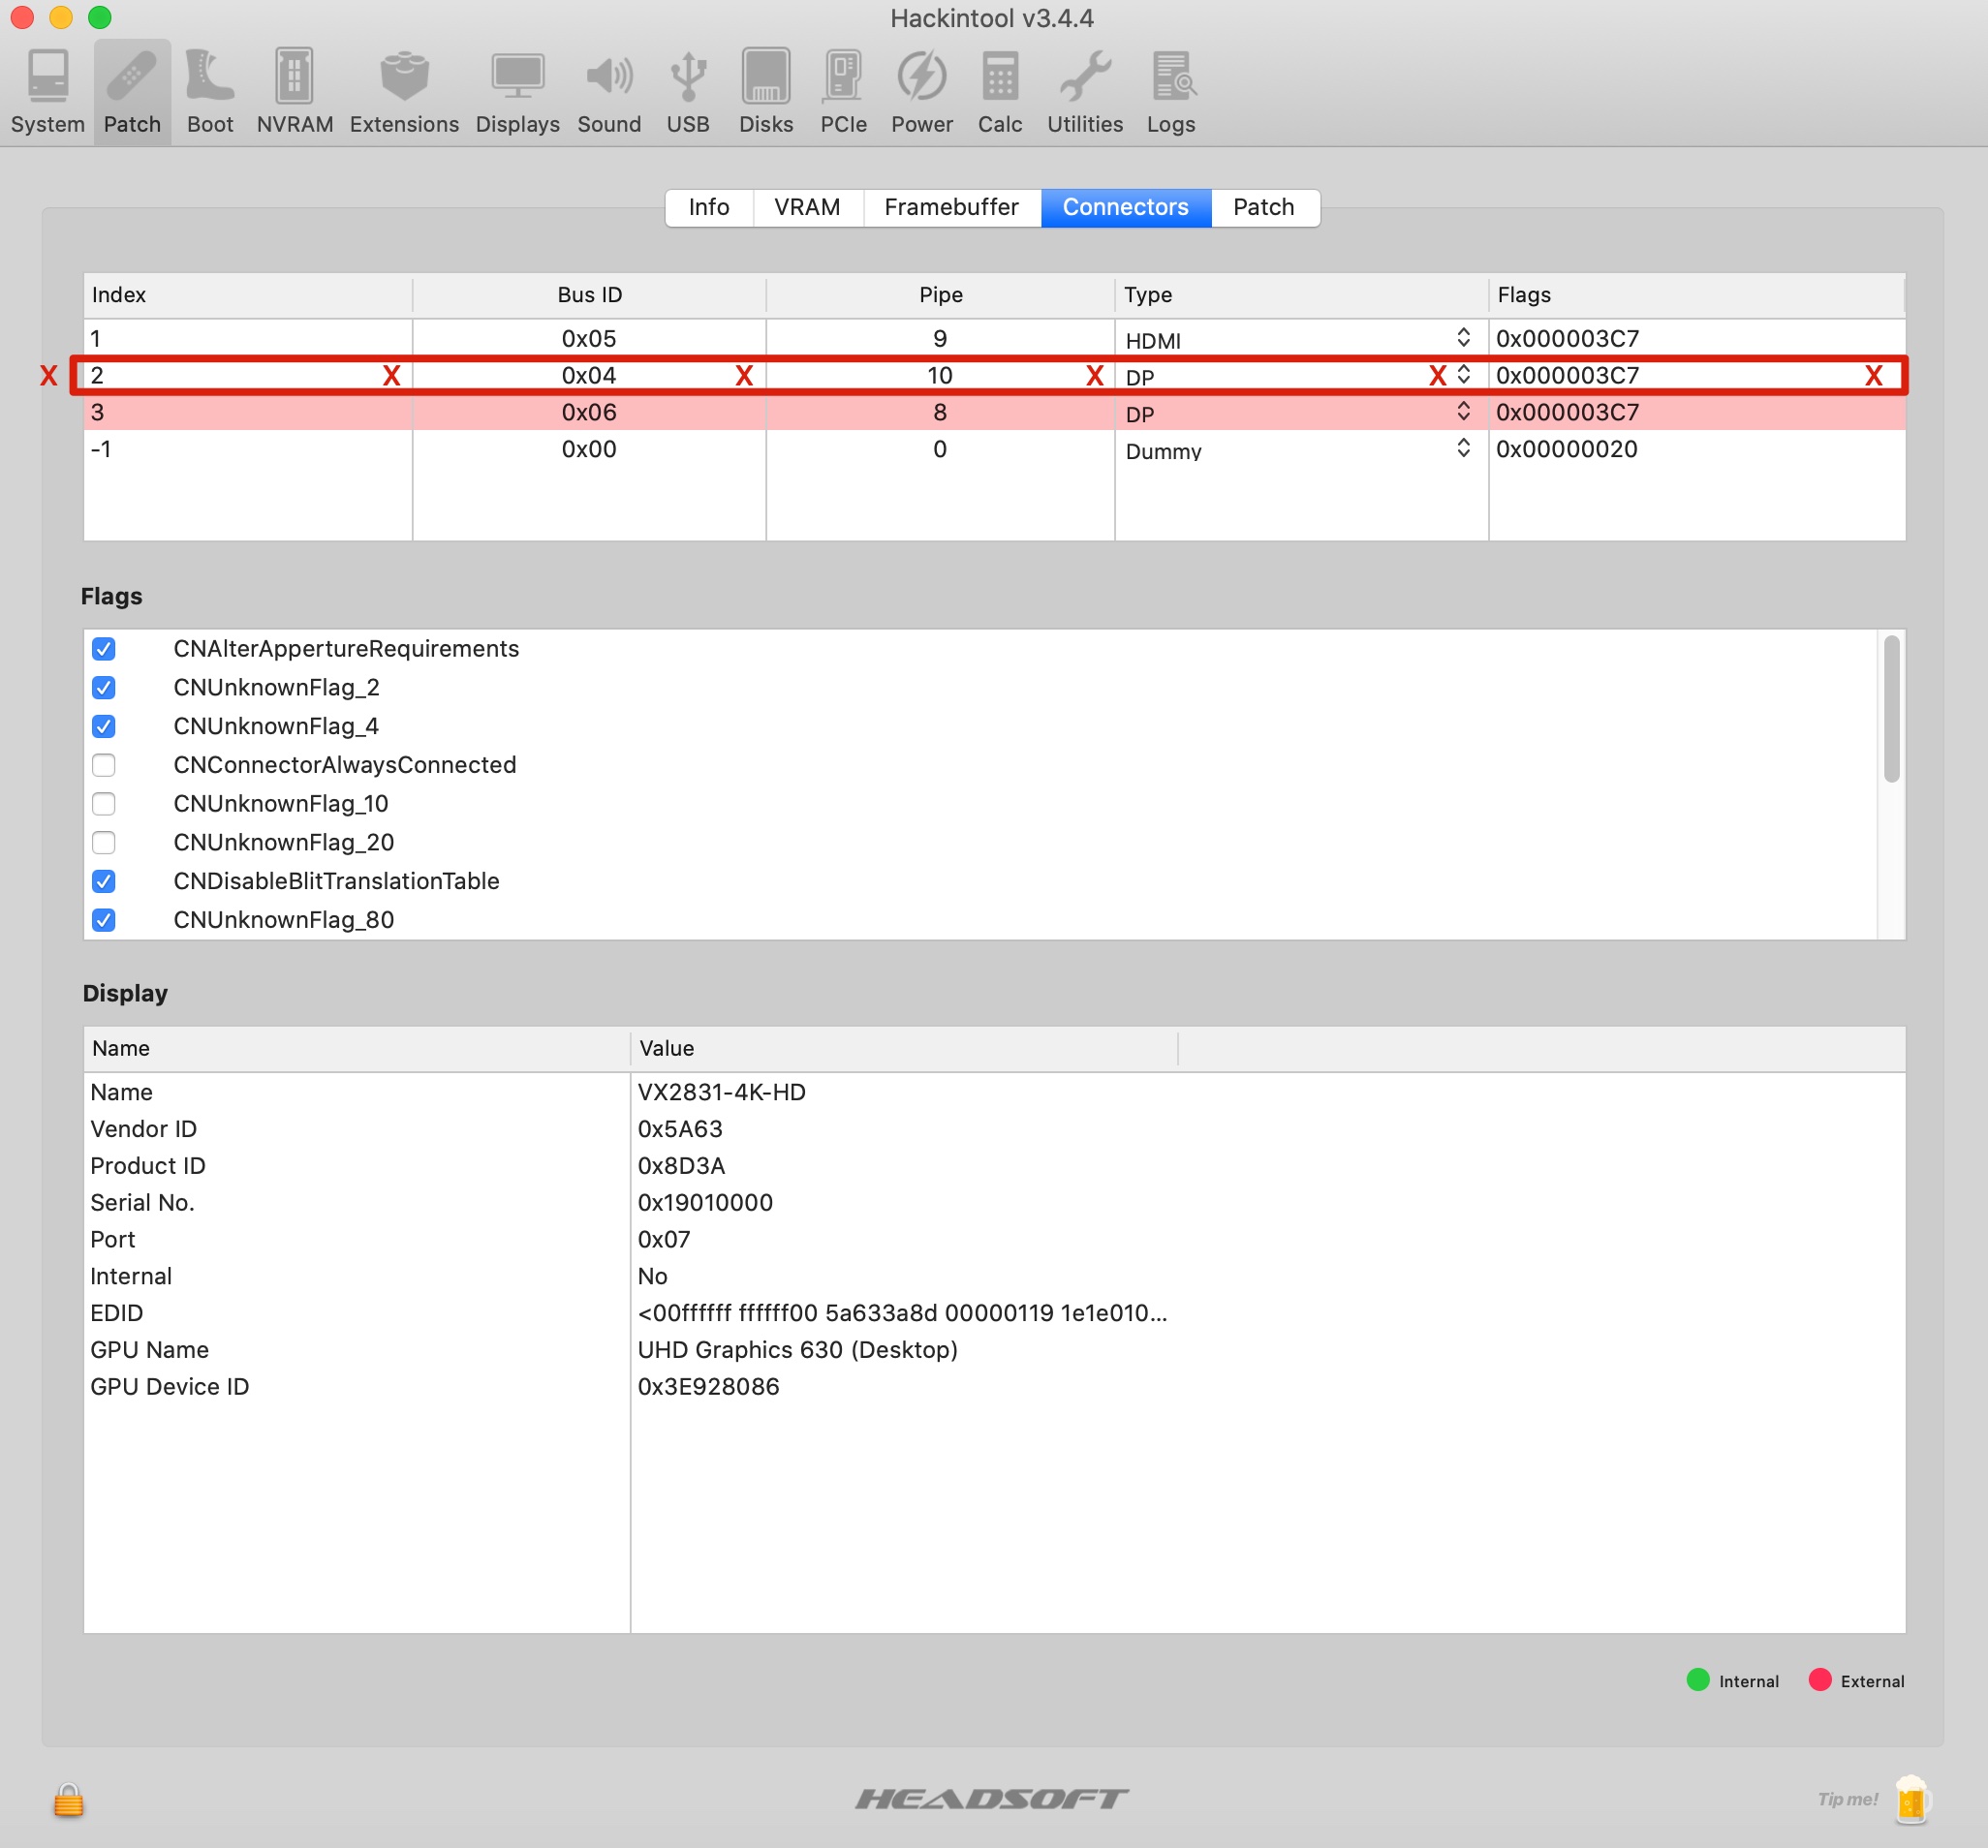 Hackintool v3.4.4
System Patch Boot NVRAM Extensions Displays Sound USB Disks PCIe Power Calc Utilities Logs
Info VRAM Framebuffer Connectors Patch
Index Bus ID Pipe Type Flags
1 0x05 9 HDMI 0x000003C7
X 2 X 0x04 X 10 X DP X 0x000003C7 X
3 0x06 8 DP 0x000003C7
-1 0x00 0 Dummy 0x00000020
Flags
CNAlterAppertureRequirements
CNUnknownFlag_2
CNUnknownFlag_4
CNConnectorAlwaysConnected
CNUnknownFlag_10
CNUnknownFlag_20
CNDisableBlitTranslationTable
CNUnknownFlag_80
Display
Name Value
Name VX2831-4K-HD
Vendor ID 0x5A63
Product ID 0x8D3A
Serial No. 0x19010000
Port 0x07
Internal No
EDID <00ffffff ffffff00 5a633a8d 00000119 1e1e010...
GPU Name UHD Graphics 630 (Desktop)
GPU Device ID 0x3E928086
Internal External
HEADSOFT
Tip me!